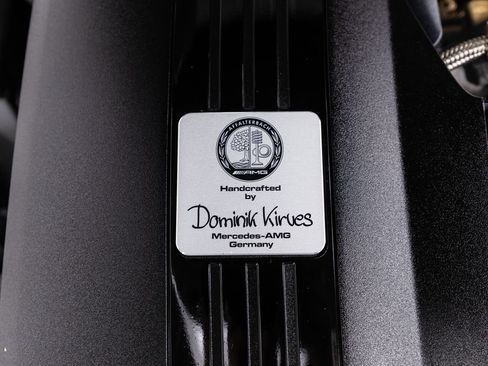 AFFALTERBACH
AMG
Handcrafted
by
Dominik Kirves
Mercedes-AMG
Germany